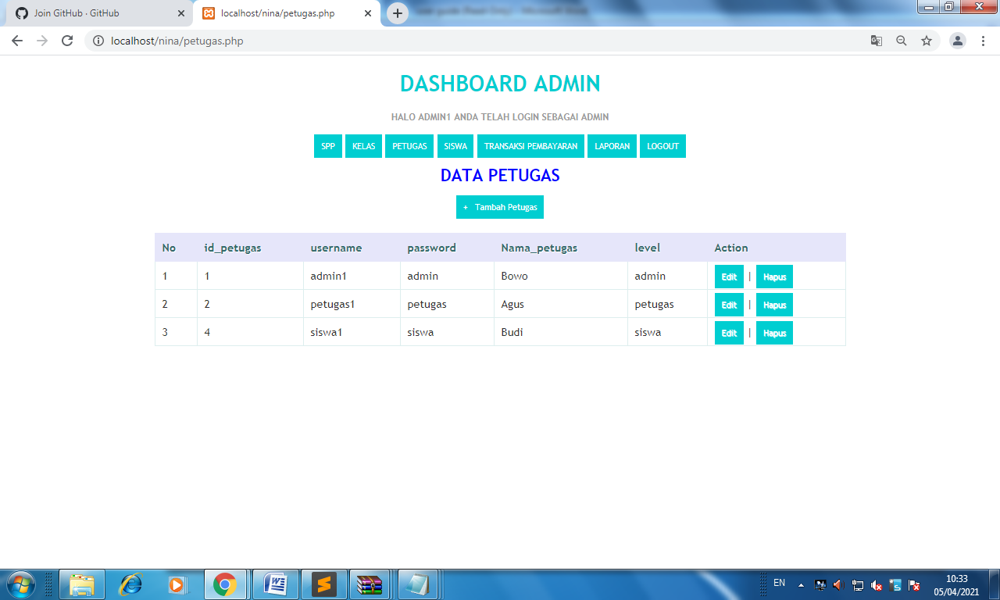 Join GitHub · GitHub
localhost/nina/petugas.php
localhost/nina/petugas.php
DASHBOARD ADMIN
HALO ADMIN1 ANDA TELAH LOGIN SEBAGAI ADMIN
SPP KELAS PETUGAS SISWA TRANSAKSI PEMBAYARAN LAPORAN LOGOUT
DATA PETUGAS
+ Tambah Petugas
No id_petugas username password Nama_petugas level Action
1 1 admin1 admin Bowo admin Edit | Hapus
2 2 petugas1 petugas Agus petugas Edit | Hapus
3 4 siswa1 siswa Budi siswa Edit | Hapus
EN
10:33
05/04/2021